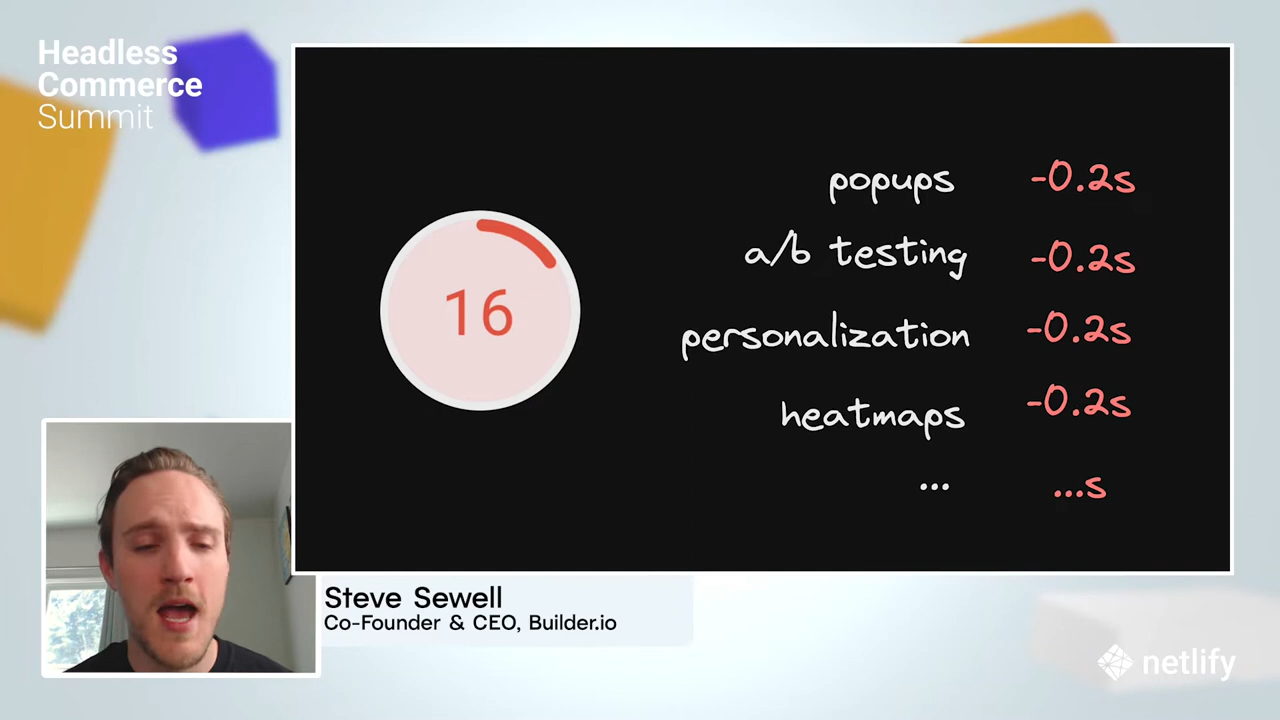 Headless
Commerce
Summit
16
popups -0.2s
a/b testing -0.2s
personalization -0.2s
heatmaps -0.2s
... ...s
Steve Sewell
Co-Founder & CEO, Builder.io
netlify